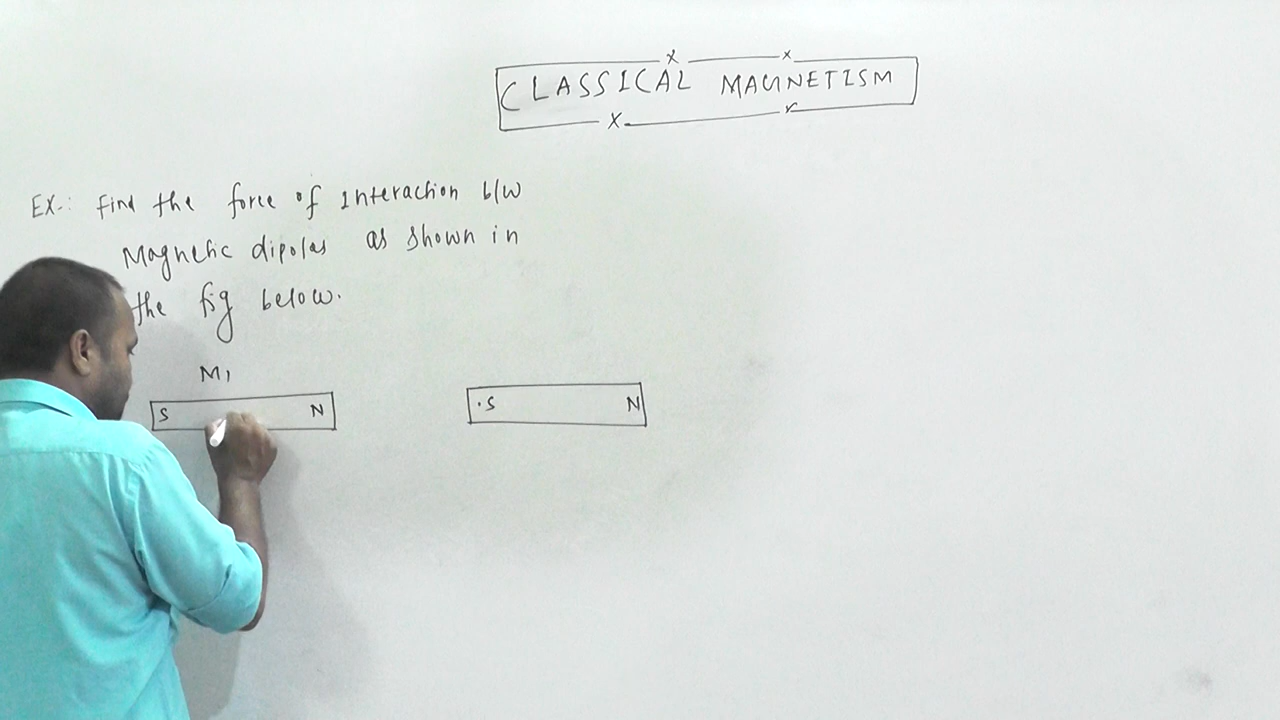 CLASSICAL MAGNETISM
EX.: Find the force of Interaction b/w
Magnetic dipoles as shown in
the fig below.
M1
S N
S N